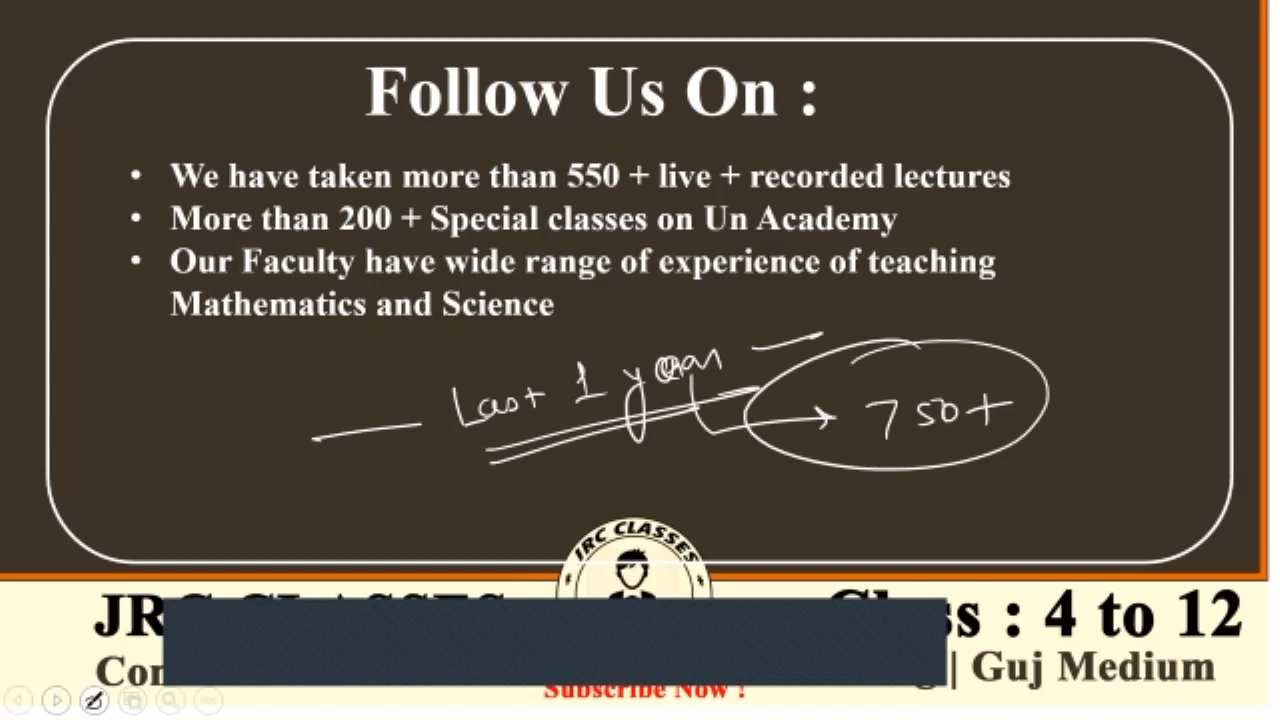 Follow Us On :
• We have taken more than 550 + live + recorded lectures
• More than 200 + Special classes on Un Academy
• Our Faculty have wide range of experience of teaching
Mathematics and Science
Last 1 year
750+
JRC CLASSES
JRC CLASSES
Class : 4 to 12
| Guj Medium
Subscribe Now !